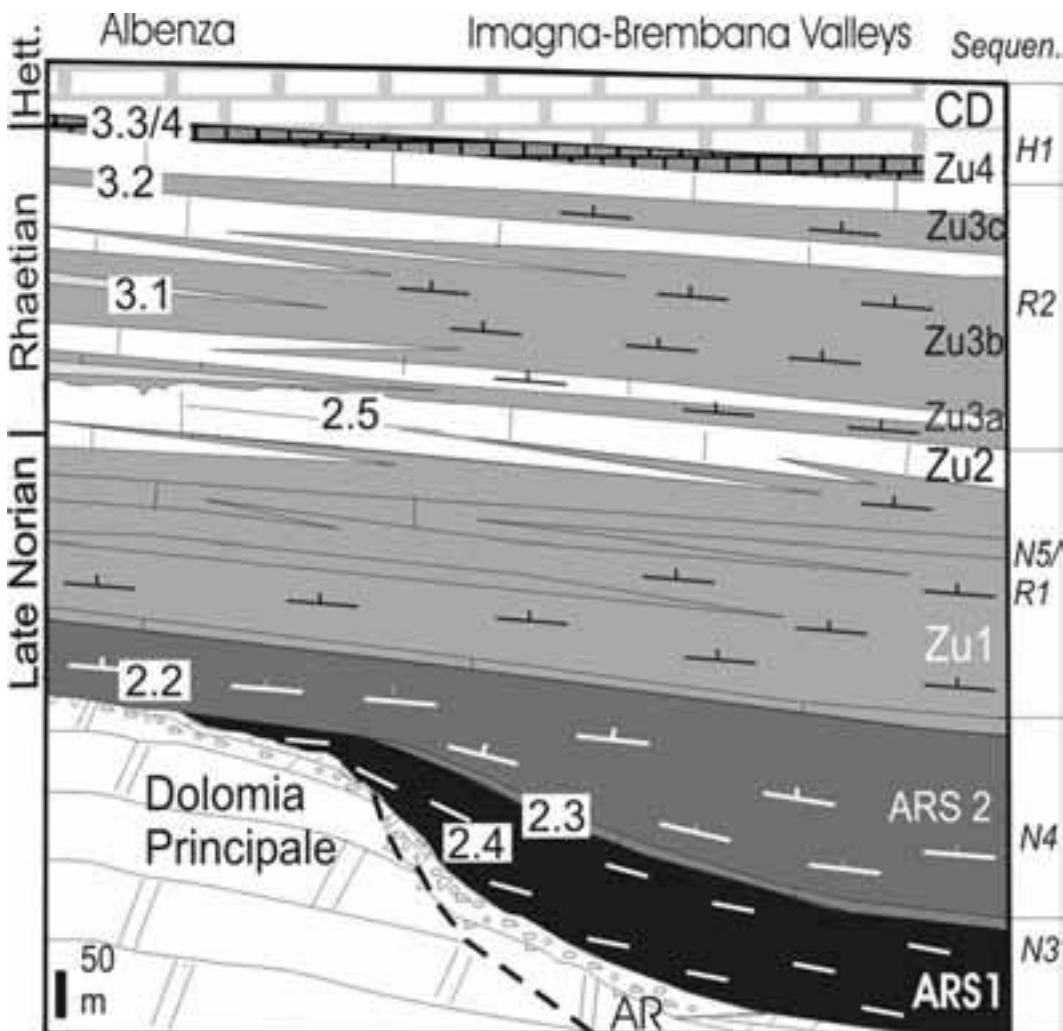 Albenza
Imagna-Brembana Valleys
Sequen.
Hett.
CD
3.3/4
H1
Zu4
3.2
Zu3c
Rhaetian
3.1
R2
Zu3b
2.5
Zu3a
Zu2
Late Norian
N5/
R1
Zu1
2.2
Dolomia
Principale
ARS 2
2.3
2.4
N4
N3
50
m
ARS1
AR